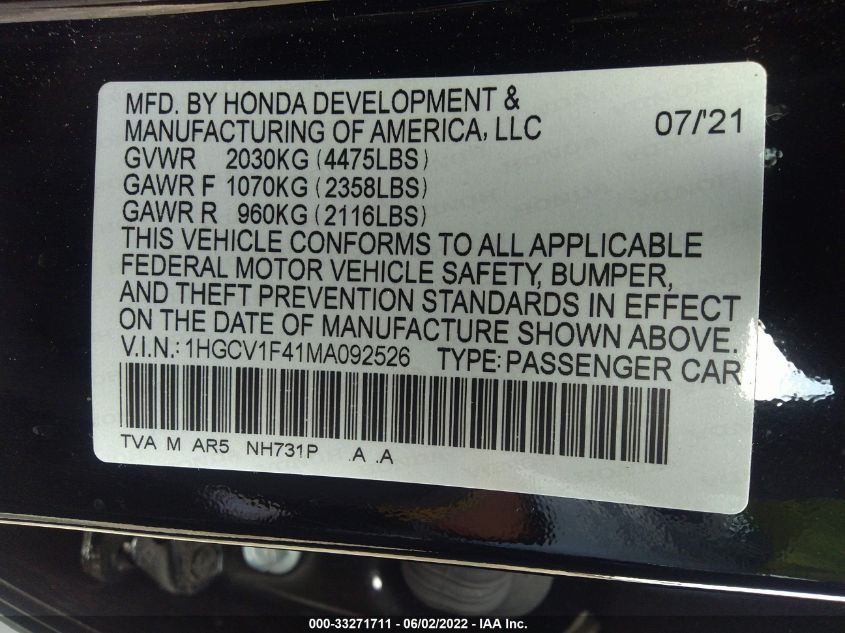 MFD. BY HONDA DEVELOPMENT &
MANUFACTURING OF AMERICA, LLC 07/'21
GVWR 2030KG (4475LBS)
GAWR F 1070KG (2358LBS)
GAWR R 960KG (2116LBS)
THIS VEHICLE CONFORMS TO ALL APPLICABLE
FEDERAL MOTOR VEHICLE SAFETY, BUMPER,
AND THEFT PREVENTION STANDARDS IN EFFECT
ON THE DATE OF MANUFACTURE SHOWN ABOVE.
V.I.N.: 1HGCV1F41MA092526 TYPE: PASSENGER CAR
TVA M AR5 NH731P .A .A
000-33271711 - 06/02/2022 - IAA Inc.